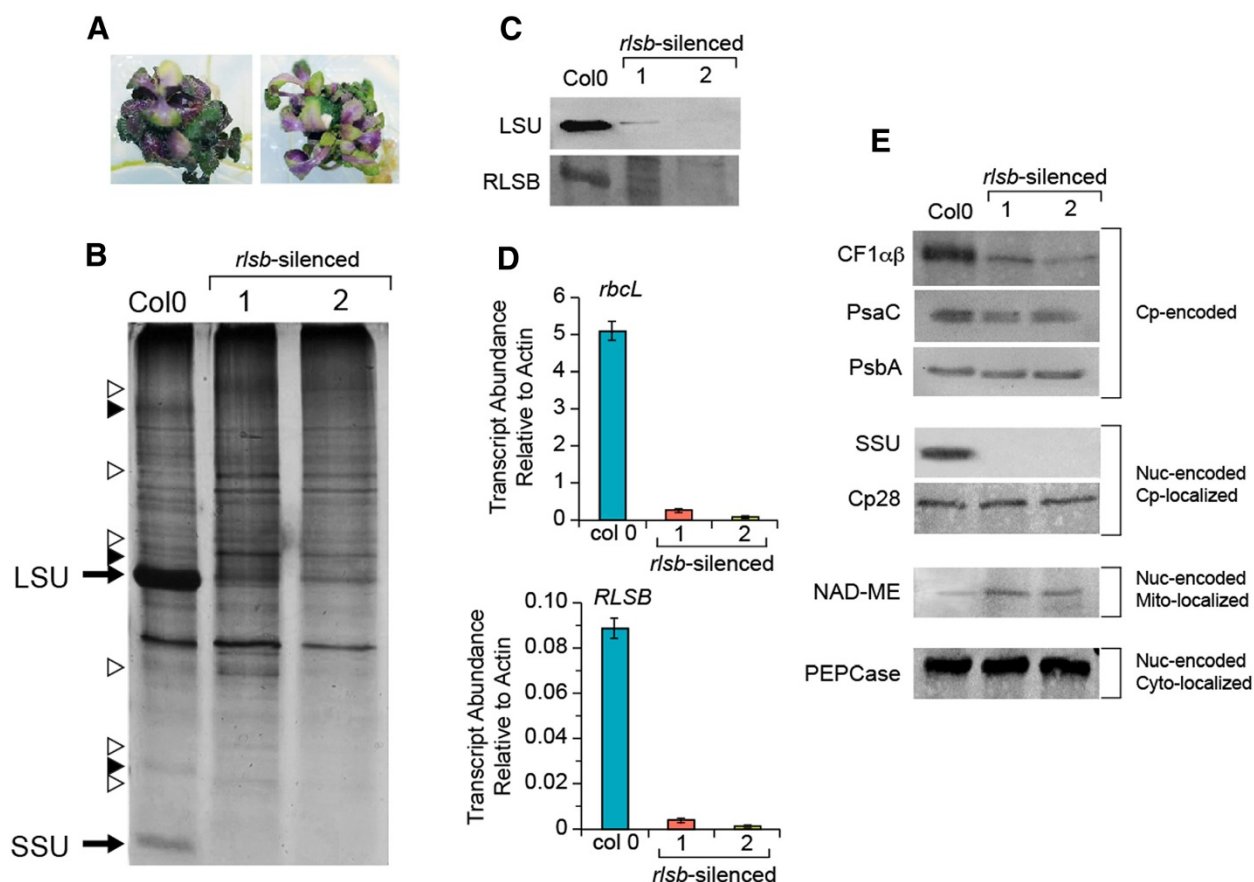 A
B
rlsb-silenced
Col0 1 2
LSU
SSU
C
rlsb-silenced
Col0 1 2
LSU
RLSB
D
rbcL
Transcript Abundance
Relative to Actin
6
5
4
3
2
1
0
col 0 1 2
rlsb-silenced
RLSB
Transcript Abundance
Relative to Actin
0.10
0.08
0.06
0.04
0.02
0
col 0 1 2
rlsb-silenced
E
rlsb-silenced
Col0 1 2
CF1αβ
PsaC
PsbA
Cp-encoded
SSU
Cp28
Nuc-encoded
Cp-localized
NAD-ME
Nuc-encoded
Mito-localized
PEPCase
Nuc-encoded
Cyto-localized